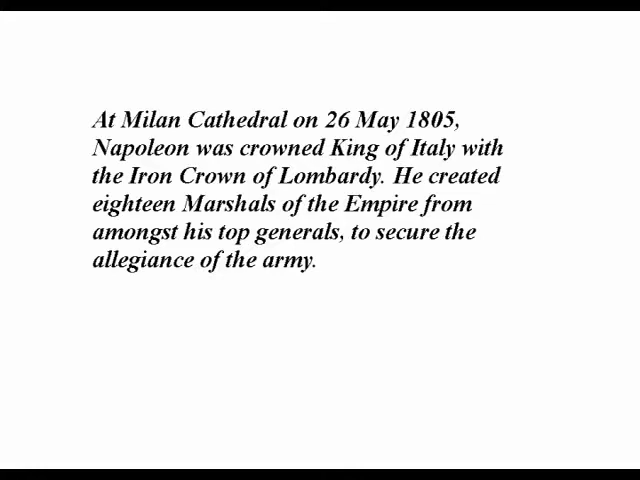 At Milan Cathedral on 26 May 1805,
Napoleon was crowned King of Italy with
the Iron Crown of Lombardy. He created
eighteen Marshals of the Empire from
amongst his top generals, to secure the
allegiance of the army.